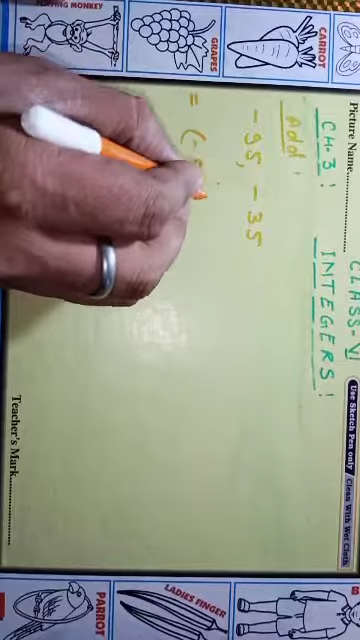 PLAYING MONKEY
GRAPES
CARROT
Picture Name..................
CLASS-VI
Use Sketch Pen only / Clean With Wet Cloth
CH. 3: INTEGERS:
Add:
-95, -35
= (-
Teacher's Mark..................
PARROT
LADIES FINGER
B